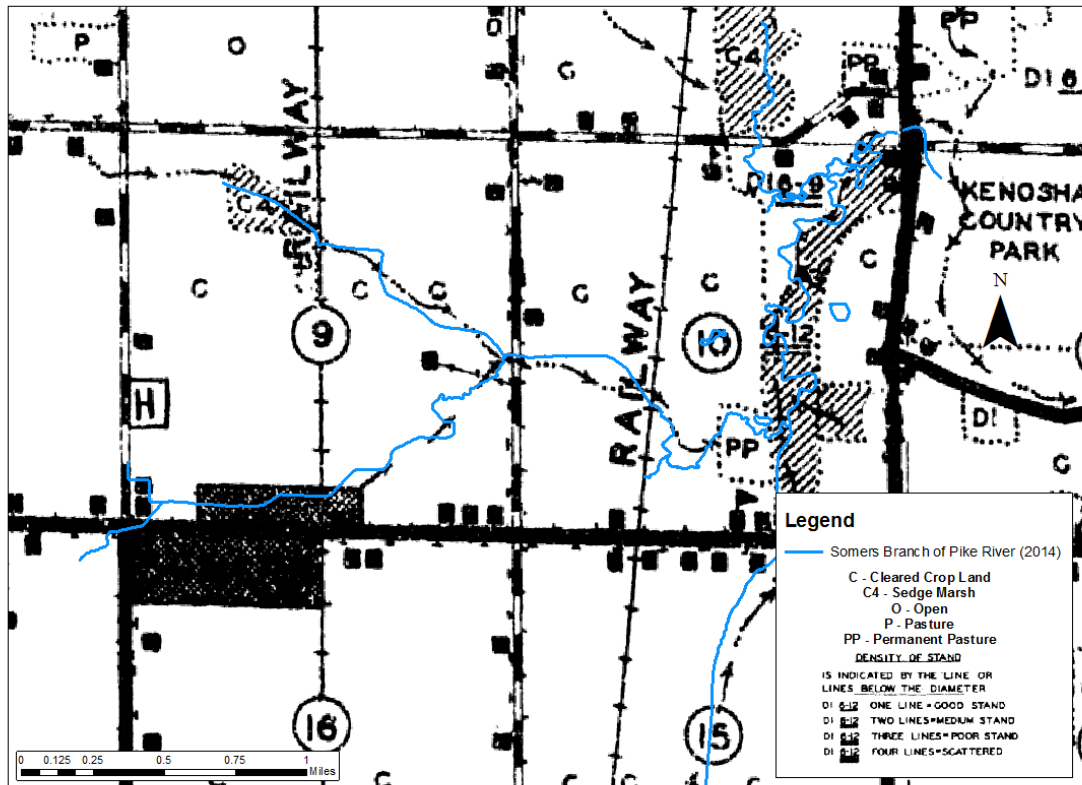 P
O
C
C4
PP
PP
DI 6
RAILWAY
C4
DI 6-9
KENOSHA
COUNTRY
PARK
N
C
C
C
C
C
C
9
RAILWAY
10
12
H
PP
DI
C
16
15
C
C
C
0 0.125 0.25 0.5 0.75 1
Miles
Legend
Somers Branch of Pike River (2014)
C - Cleared Crop Land
C4 - Sedge Marsh
O - Open
P - Pasture
PP - Permanent Pasture
DENSITY OF STAND
IS INDICATED BY THE LINE OR
LINES BELOW THE DIAMETER
DI 6-12 ONE LINE = GOOD STAND
DI 6-12 TWO LINES = MEDIUM STAND
DI 6-12 THREE LINES = POOR STAND
DI 6-12 FOUR LINES = SCATTERED